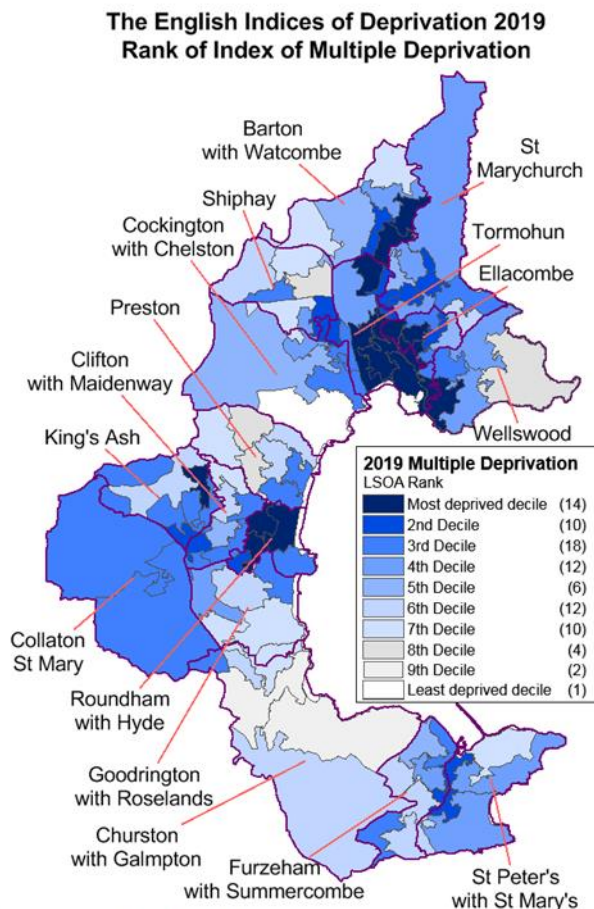 The English Indices of Deprivation 2019
Rank of Index of Multiple Deprivation
Barton
with Watcombe
St
Marychurch
Shiphay
Cockington
with Chelston
Tormohun
Ellacombe
Preston
Clifton
with Maidenway
King's Ash
Wellswood
2019 Multiple Deprivation
LSOA Rank
Most deprived decile (14)
2nd Decile (10)
3rd Decile (18)
4th Decile (12)
5th Decile (6)
6th Decile (12)
7th Decile (10)
8th Decile (4)
9th Decile (2)
Least deprived decile (1)
Collaton
St Mary
Roundham
with Hyde
Goodrington
with Roselands
Churston
with Galmpton
Furzeham
with Summercombe
St Peter's
with St Mary's